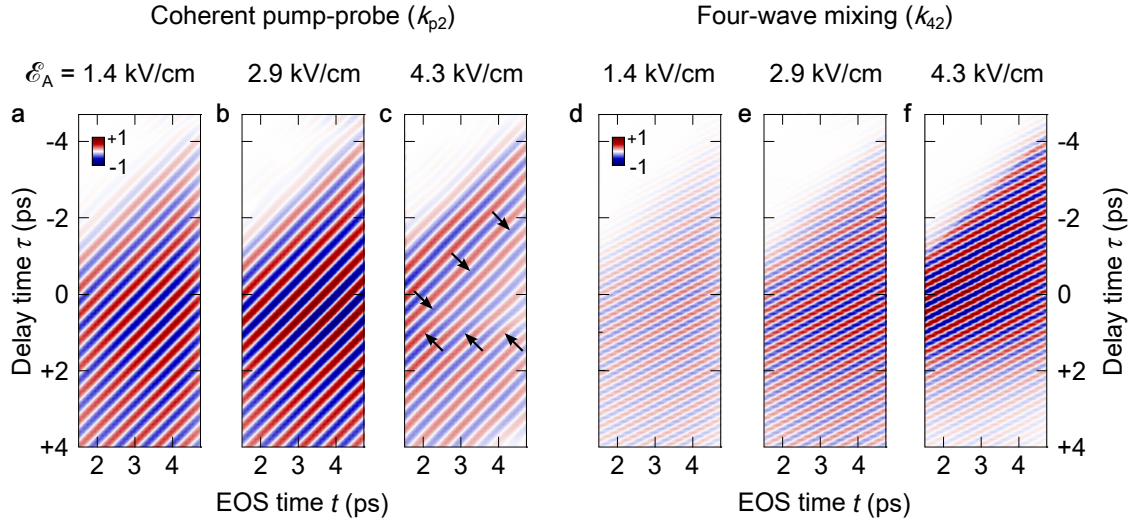 Coherent pump-probe (kp2) Four-wave mixing (k42)
ℰA = 1.4 kV/cm 2.9 kV/cm 4.3 kV/cm 1.4 kV/cm 2.9 kV/cm 4.3 kV/cm
a b c d e f
+1 +1
-1 -1
-4 -4
-2 -2
0 0
+2 +2
+4 +4
Delay time τ (ps) Delay time τ (ps)
2 3 4 2 3 4 2 3 4 2 3 4 2 3 4 2 3 4
EOS time t (ps) EOS time t (ps)